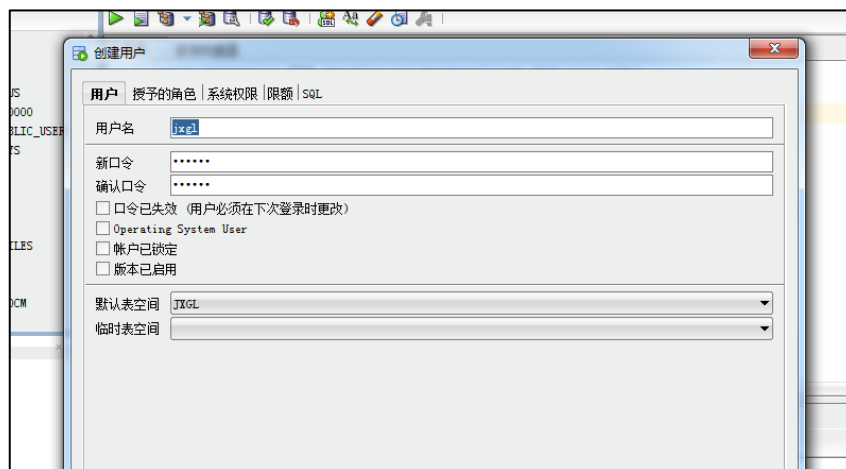 创建用户
用户 授予的角色 系统权限 限额 SQL
US
0000
BLIC_USER
YS
ILES
OCM
用户名 jxgl
新口令 ••••••
确认口令 ••••••
口令已失效 (用户必须在下次登录时更改)
Operating System User
帐户已锁定
版本已启用
默认表空间 JXGL
临时表空间